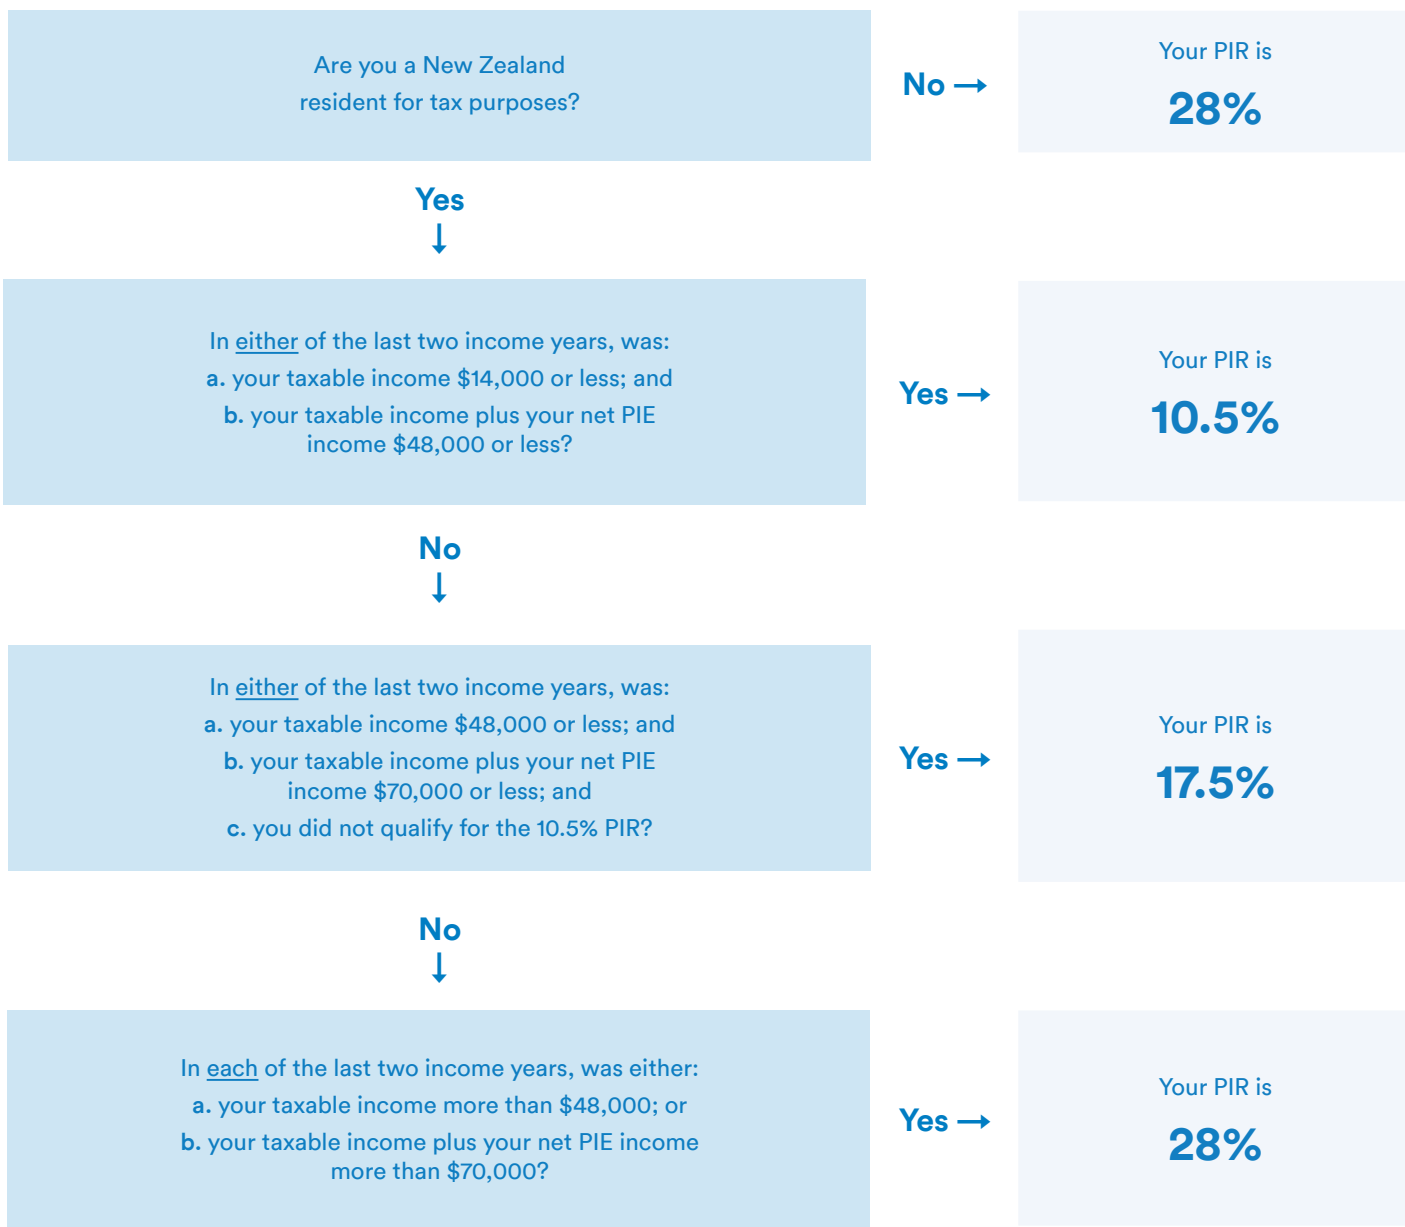 Are you a New Zealand
resident for tax purposes?
No →
Your PIR is
28%
Yes
↓
In either of the last two income years, was:
a. your taxable income $14,000 or less; and
b. your taxable income plus your net PIE
income $48,000 or less?
Yes →
Your PIR is
10.5%
No
↓
In either of the last two income years, was:
a. your taxable income $48,000 or less; and
b. your taxable income plus your net PIE
income $70,000 or less; and
c. you did not qualify for the 10.5% PIR?
Yes →
Your PIR is
17.5%
No
↓
In each of the last two income years, was either:
a. your taxable income more than $48,000; or
b. your taxable income plus your net PIE income
more than $70,000?
Yes →
Your PIR is
28%